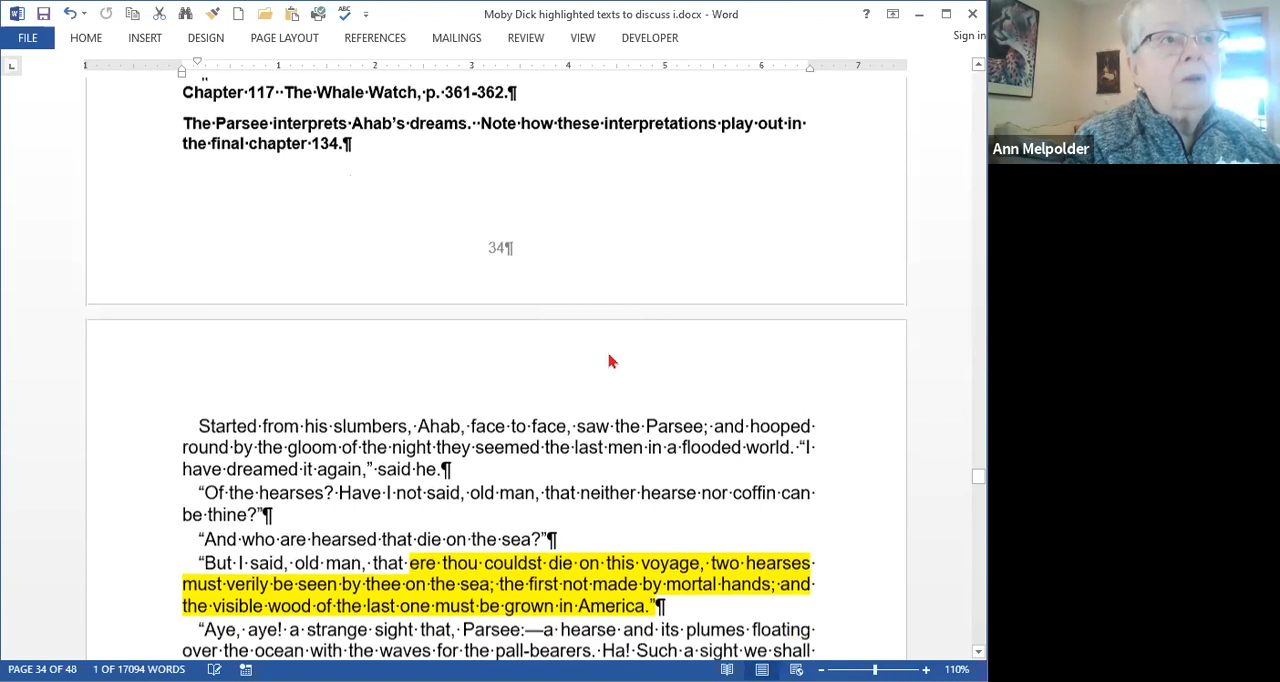 Moby Dick highlighted texts to discuss i.docx - Word
FILE HOME INSERT DESIGN PAGE LAYOUT REFERENCES MAILINGS REVIEW VIEW DEVELOPER Sign in
1 1 2 3 4 5 6 7
Chapter·117··The·Whale·Watch,·p.·361-362.¶
The·Parsee·interprets·Ahab’s·dreams.··Note·how·these·interpretations·play·out·in·
the·final·chapter·134.¶
34¶
Started·from·his·slumbers,·Ahab,·face·to·face,·saw·the·Parsee;·and·hooped·
round·by·the·gloom·of·the·night·they·seemed·the·last·men·in·a·flooded·world.·“I·
have·dreamed·it·again,”·said·he.¶
“Of·the·hearses?·Have·I·not·said,·old·man,·that·neither·hearse·nor·coffin·can·
be·thine?”¶
“And·who·are·hearsed·that·die·on·the·sea?”¶
“But·I·said,·old·man,·that·ere·thou·couldst·die·on·this·voyage,·two·hearses·
must·verily·be·seen·by·thee·on·the·sea;·the·first·not·made·by·mortal·hands;·and·
the·visible·wood·of·the·last·one·must·be·grown·in·America.”¶
“Aye,·aye!·a·strange·sight·that,·Parsee:—a·hearse·and·its·plumes·floating·
over·the·ocean·with·the·waves·for·the·pall-bearers.·Ha!·Such·a·sight·we·shall·
PAGE 34 OF 48 1 OF 17094 WORDS 110%
Ann Melpolder